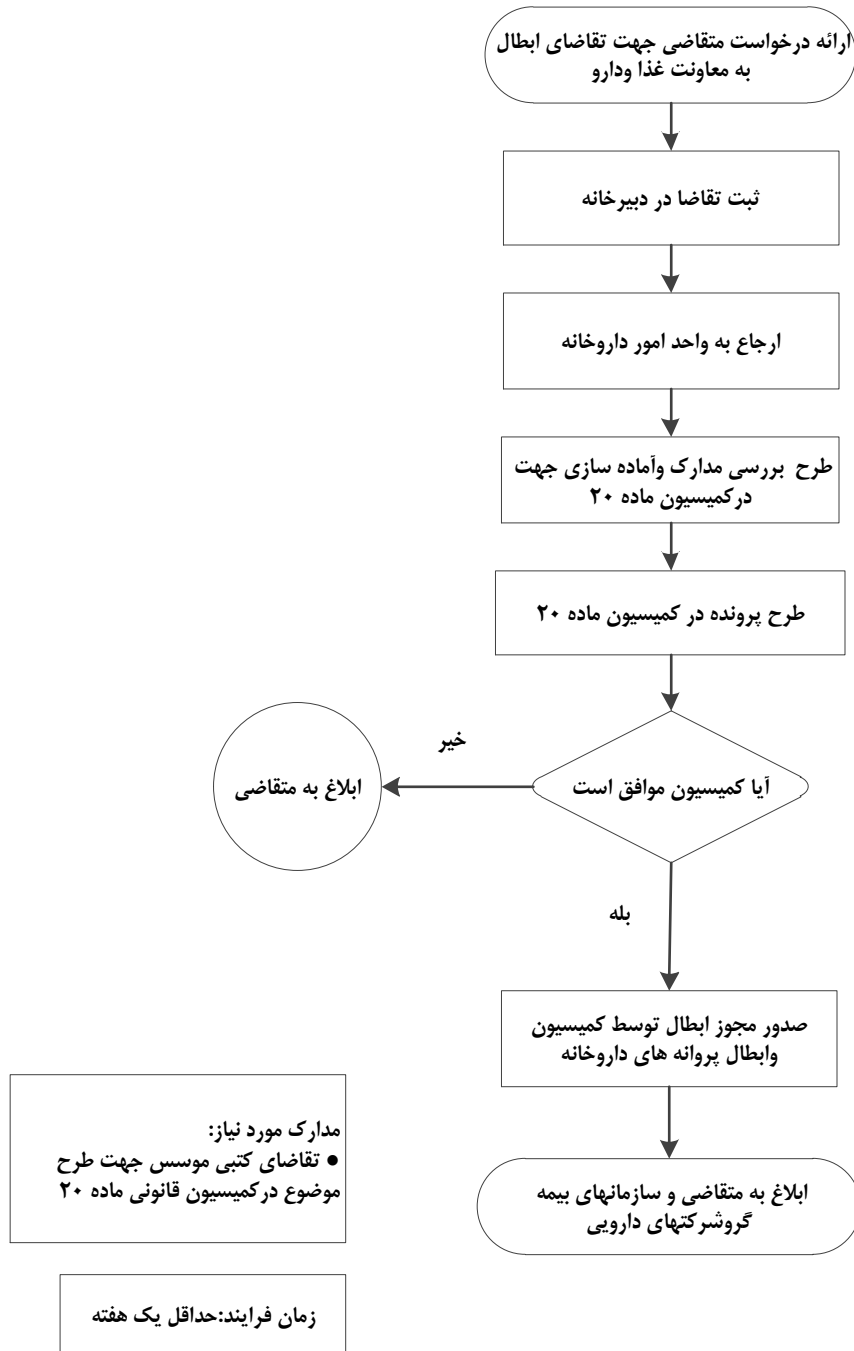 ارائه درخواست متقاضی جهت تقاضای ابطال
به معاونت غذا ودارو
ثبت تقاضا در دبیرخانه
ارجاع به واحد امور داروخانه
طرح بررسی مدارک وآماده سازی جهت
درکمیسیون ماده ۲۰
طرح پرونده در کمیسیون ماده ۲۰
آیا کمیسیون موافق است
خیر
ابلاغ به متقاضی
بله
صدور مجوز ابطال توسط کمیسیون
وابطال پروانه های داروخانه
ابلاغ به متقاضی و سازمانهای بیمه
گروشرکتهای دارویی
مدارک مورد نیاز:
● تقاضای کتبی موسس جهت طرح
موضوع درکمیسیون قانونی ماده ۲۰
زمان فرایند:حداقل یک هفته